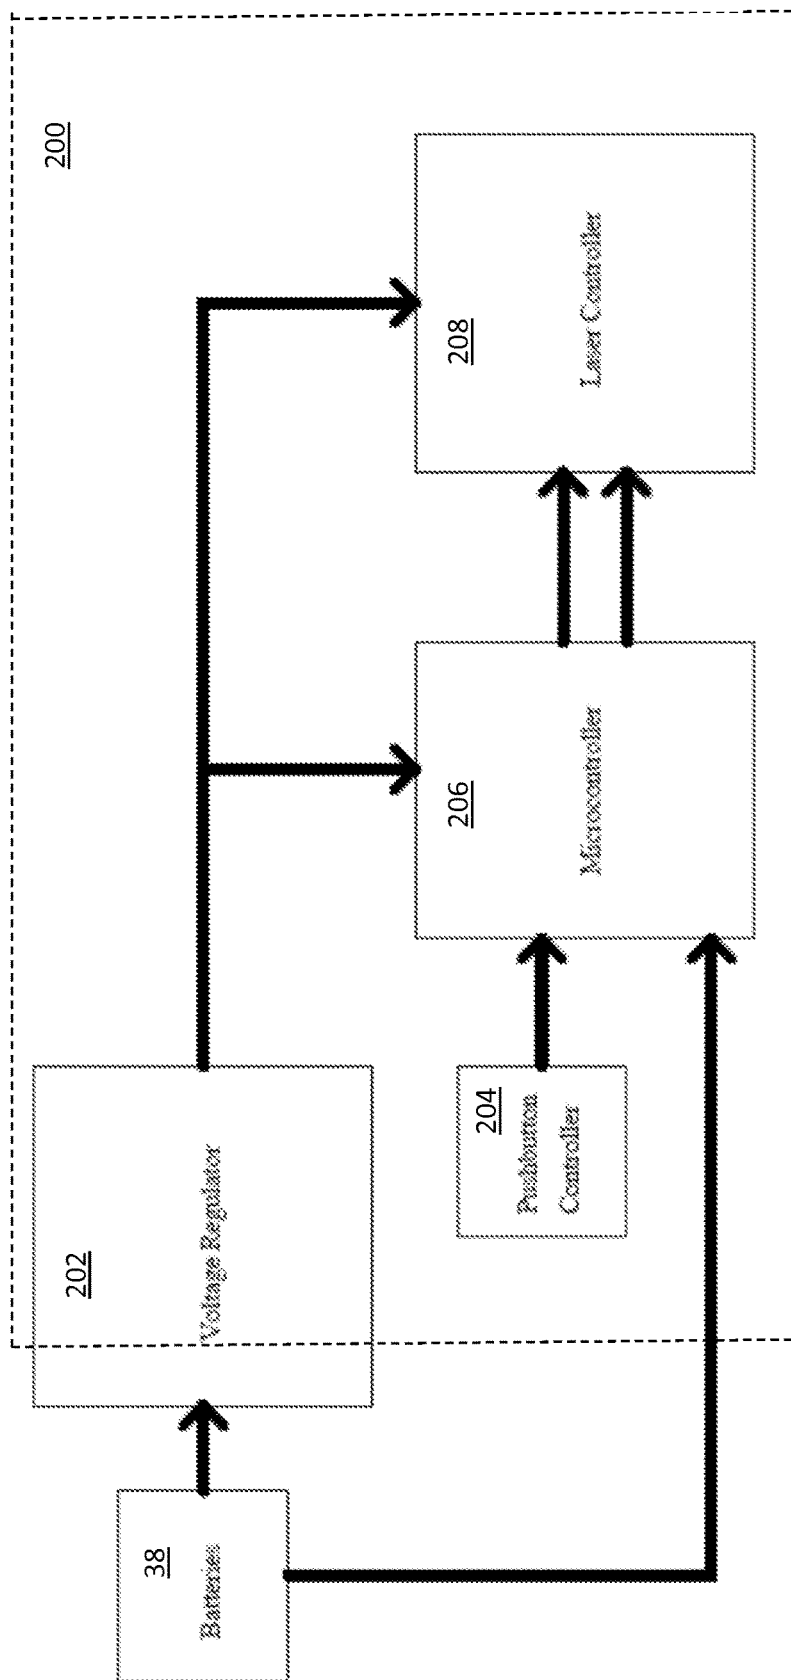 200
38
Batteries
202
Voltage Regulator
204
Pushbutton
Controller
206
Microcontroller
208
Laser Controller